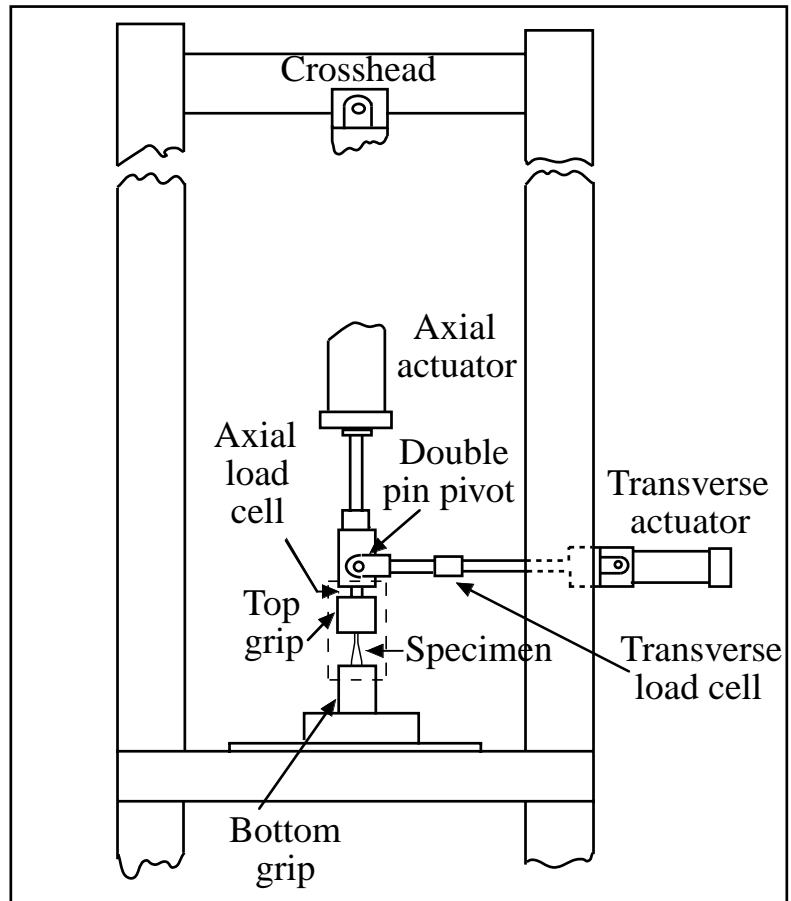 Crosshead
Axial
actuator
Axial
load
cell
Double
pin pivot
Transverse
actuator
Top
grip
Specimen
Transverse
load cell
Bottom
grip